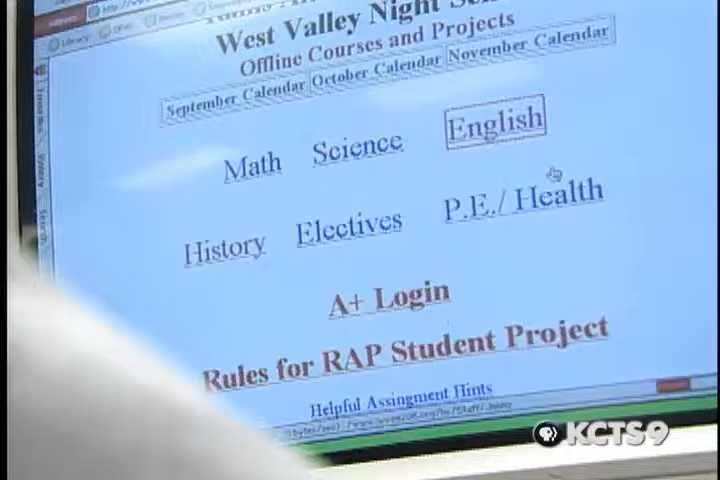 West Valley Night
Offline Courses and Projects
September Calendar October Calendar November Calendar
Math Science English
History Electives P.E./ Health
A+ Login
Rules for RAP Student Project
Helpful Assingment Hints
KCTS9